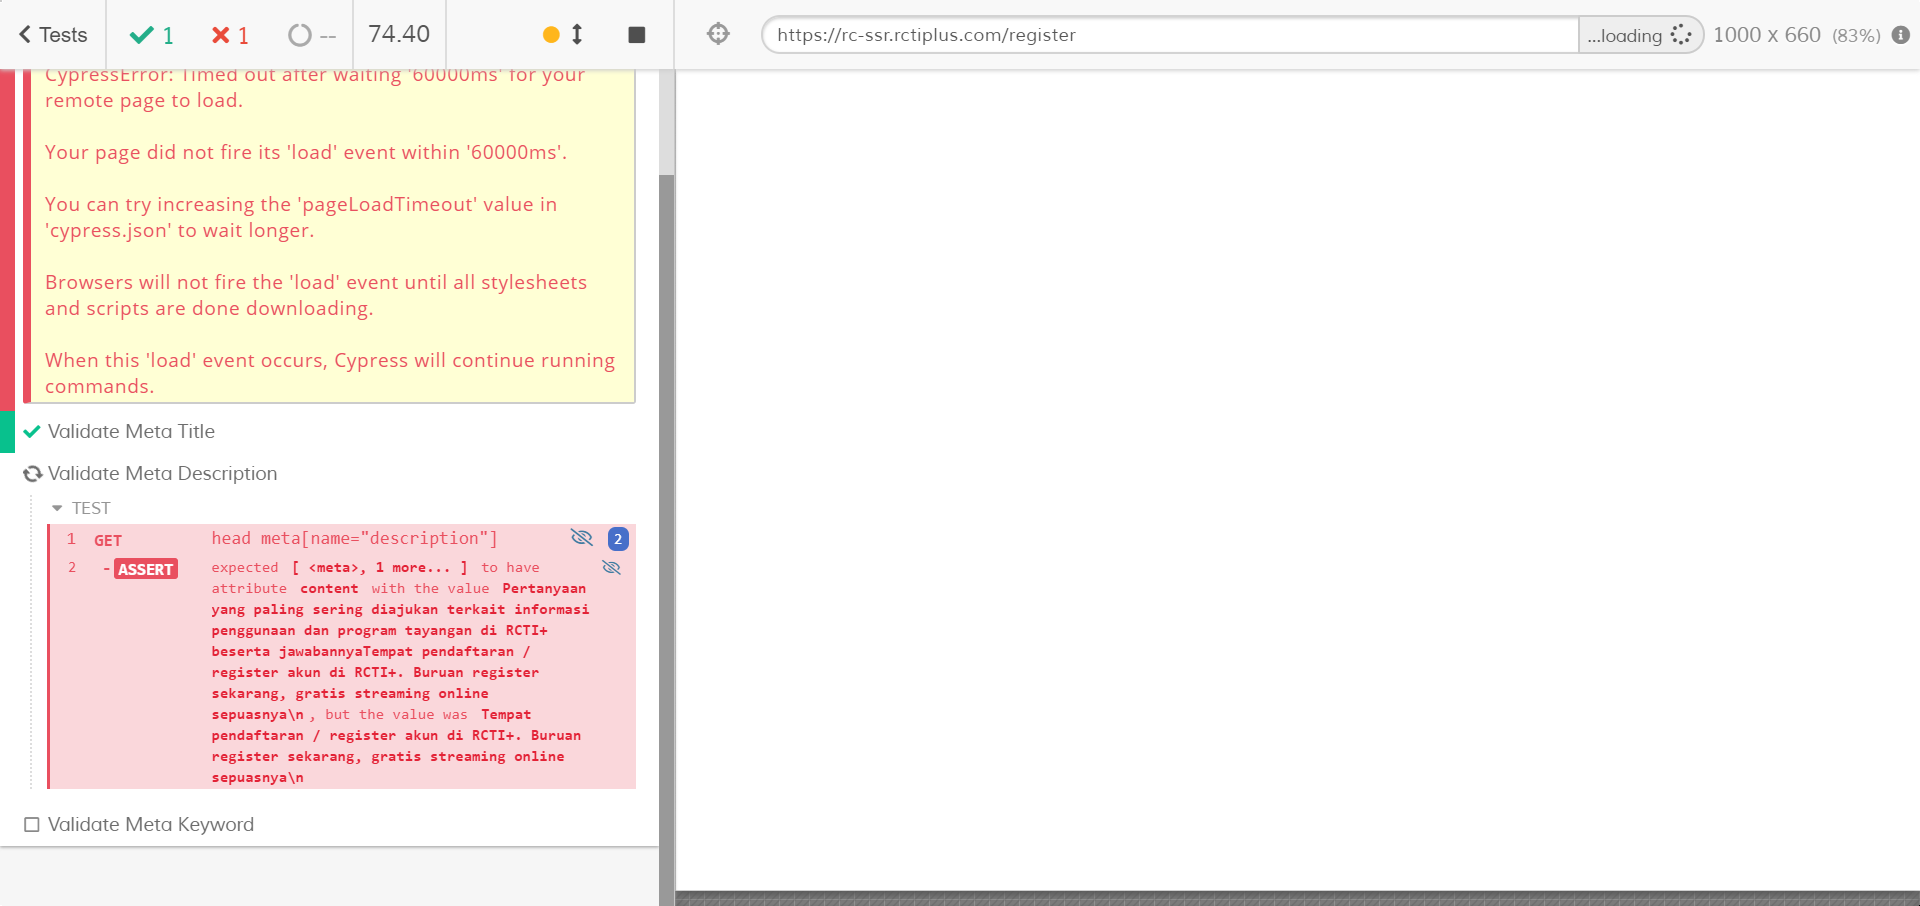 Tests
1
1
--
74.40
https://rc-ssr.rctiplus.com/register
...loading
1000 x 660 (83%)
CypressError: Timed out after waiting '60000ms' for your
remote page to load.
Your page did not fire its 'load' event within '60000ms'.
You can try increasing the 'pageLoadTimeout' value in
'cypress.json' to wait longer.
Browsers will not fire the 'load' event until all stylesheets
and scripts are done downloading.
When this 'load' event occurs, Cypress will continue running
commands.
Validate Meta Title
Validate Meta Description
TEST
1 GET head meta[name="description"] 2
2 - ASSERT expected [ <meta>, 1 more... ] to have
attribute content with the value Pertanyaan
yang paling sering diajukan terkait informasi
penggunaan dan program tayangan di RCTI+
beserta jawabannyaTempat pendaftaran /
register akun di RCTI+. Buruan register
sekarang, gratis streaming online
sepuasnya\n , but the value was Tempat
pendaftaran / register akun di RCTI+. Buruan
register sekarang, gratis streaming online
sepuasnya\n
Validate Meta Keyword